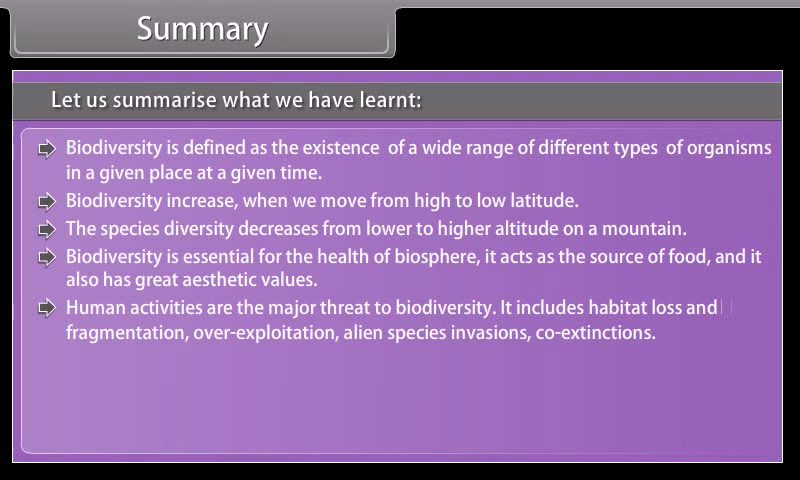 Summary
Let us summarise what we have learnt:
Biodiversity is defined as the existence of a wide range of different types of organisms
in a given place at a given time.
Biodiversity increase, when we move from high to low latitude.
The species diversity decreases from lower to higher altitude on a mountain.
Biodiversity is essential for the health of biosphere, it acts as the source of food, and it
also has great aesthetic values.
Human activities are the major threat to biodiversity. It includes habitat loss and
fragmentation, over-exploitation, alien species invasions, co-extinctions.